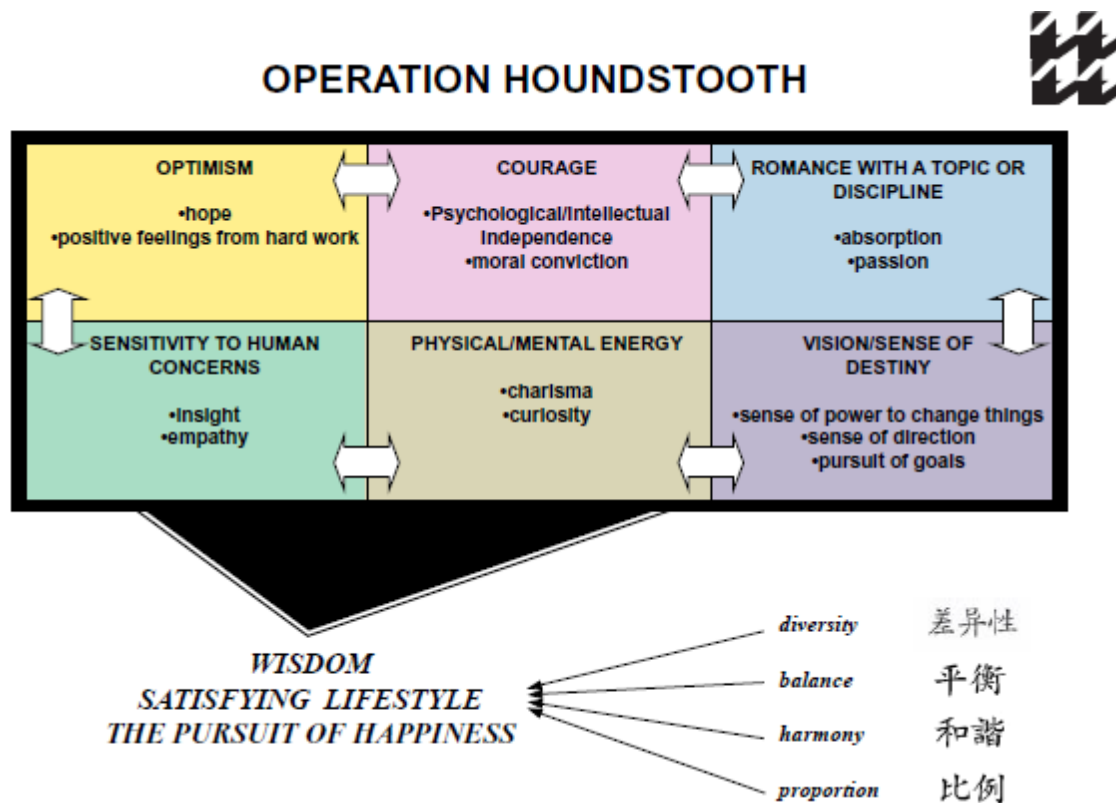 OPERATION HOUNDSTOOTH
OPTIMISM
•hope
•positive feelings from hard work
COURAGE
•Psychological/Intellectual
Independence
•moral conviction
ROMANCE WITH A TOPIC OR
DISCIPLINE
•absorption
•passion
SENSITIVITY TO HUMAN
CONCERNS
•insight
•empathy
PHYSICAL/MENTAL ENERGY
•charisma
•curiosity
VISION/SENSE OF
DESTINY
•sense of power to change things
•sense of direction
•pursuit of goals
WISDOM
SATISFYING LIFESTYLE
THE PURSUIT OF HAPPINESS
diversity 差异性
balance 平衡
harmony 和諧
proportion 比例